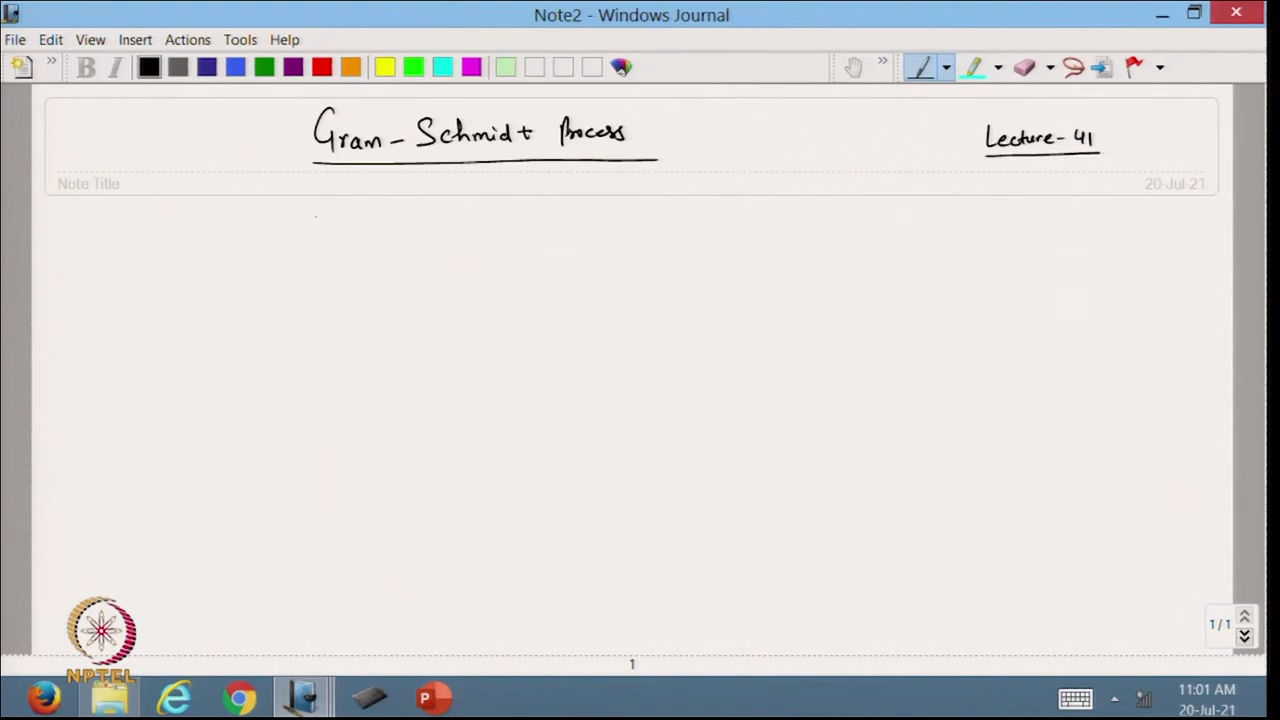 Note2 - Windows Journal
File Edit View Insert Actions Tools Help
Gram - Schmidt Process
Lecture - 41
Note Title
20-Jul-21
1 / 1
NPTEL
1
11:01 AM
20-Jul-21